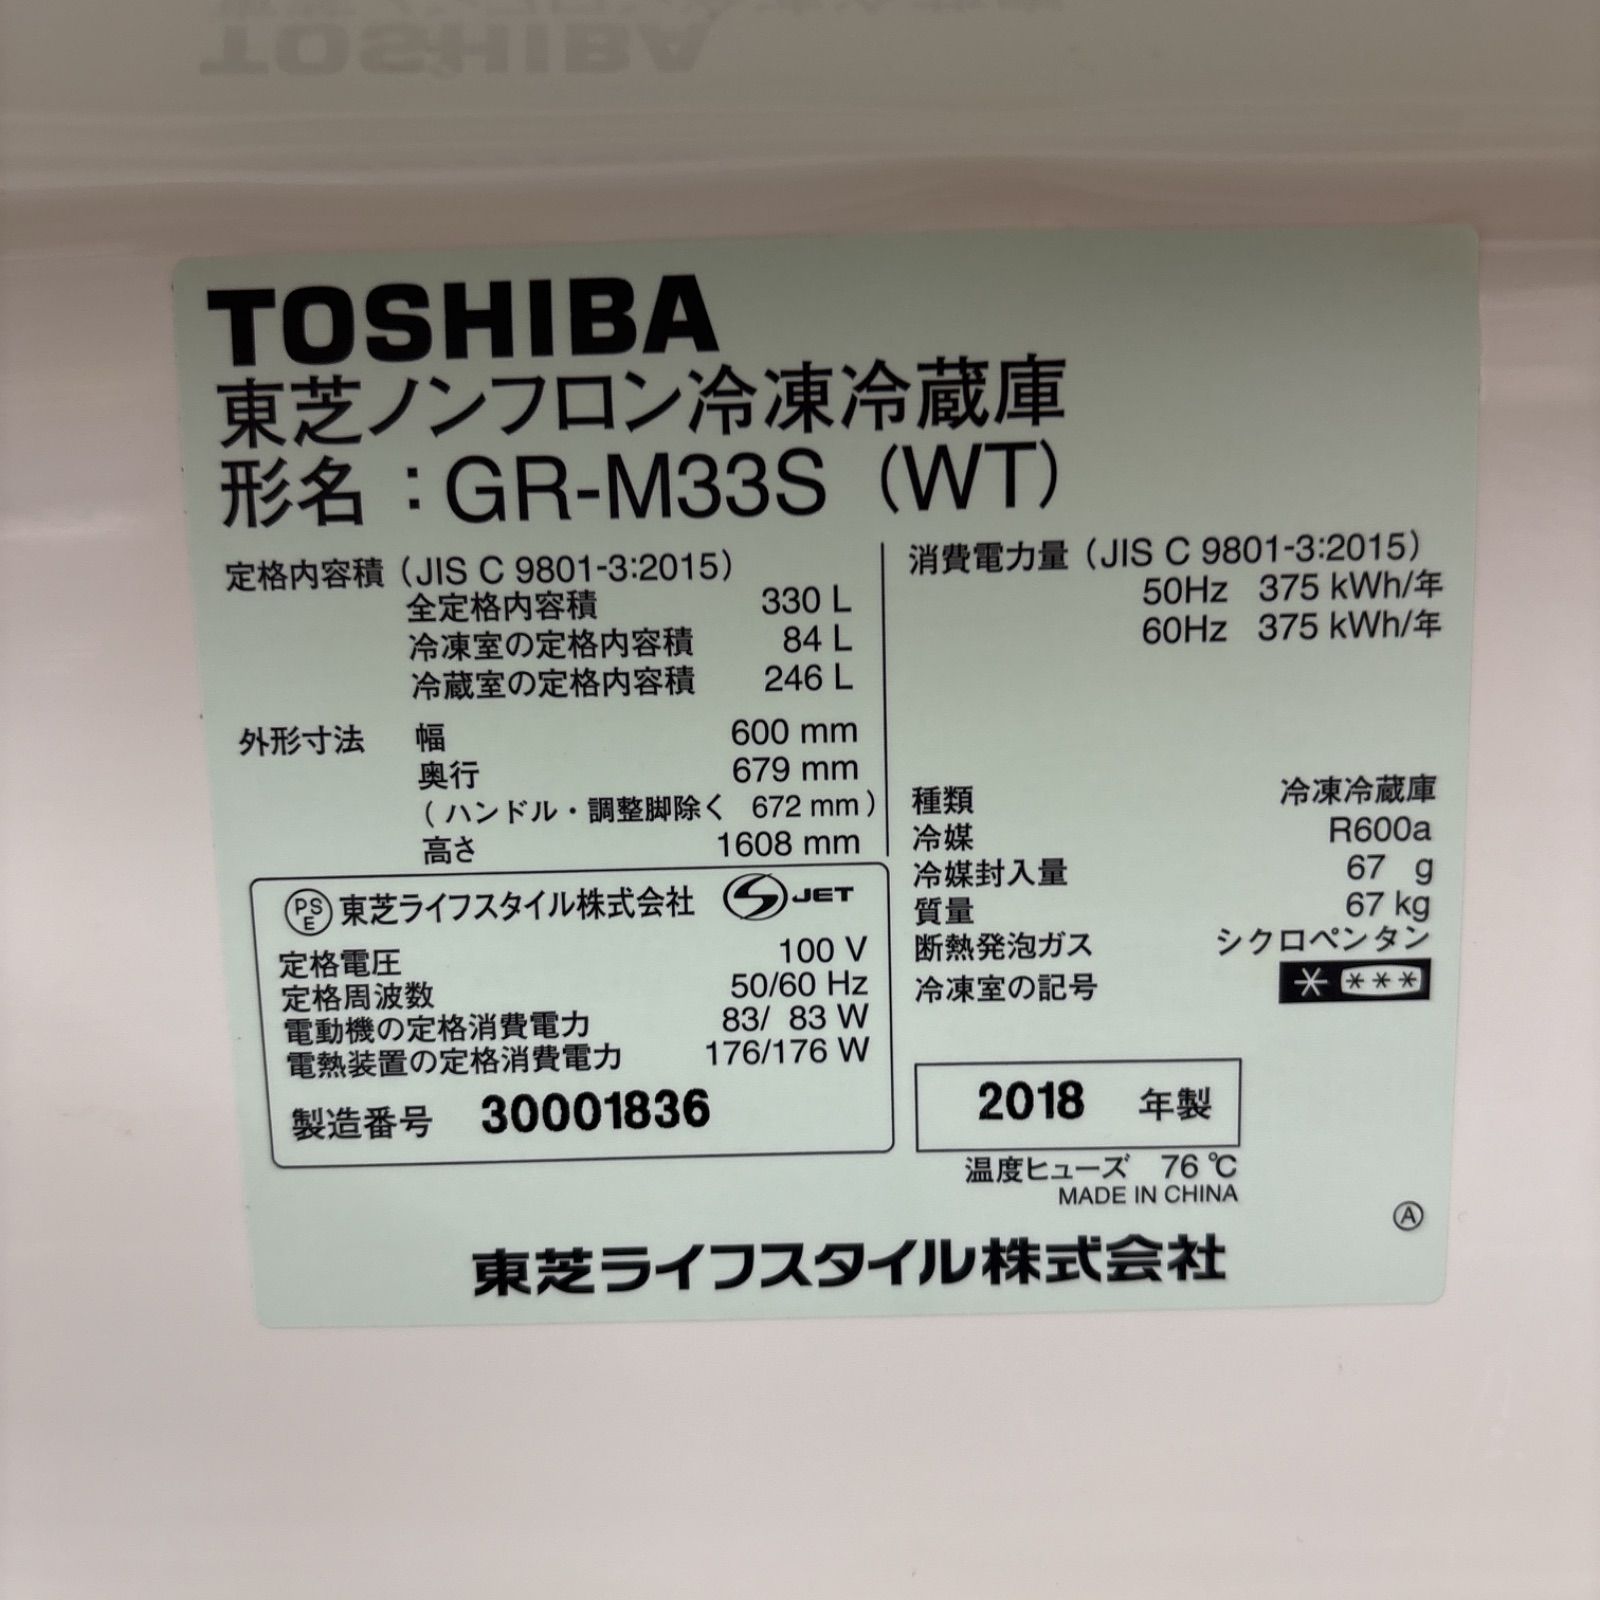 TOSHIBA
東芝ノンフロン冷凍冷蔵庫
形名：GR-M33S（WT）
定格内容積（JIS C 9801-3:2015）
全定格内容積 330 L
冷凍室の定格内容積 84 L
冷蔵室の定格内容積 246 L
外形寸法 幅 600 mm
奥行 679 mm
（ハンドル・調整脚除く 672 mm）
高さ 1608 mm
消費電力量（JIS C 9801-3:2015）
50Hz 375 kWh/年
60Hz 375 kWh/年
種類 冷凍冷蔵庫
冷媒 R600a
冷媒封入量 67 g
質量 67 kg
断熱発泡ガス シクロペンタン
冷凍室の記号 * ***
PSE 東芝ライフスタイル株式会社 S JET
定格電圧 100 V
定格周波数 50/60 Hz
電動機の定格消費電力 83/ 83 W
電熱装置の定格消費電力 176/176 W
製造番号 30001836
2018 年製
温度ヒューズ 76 ℃
MADE IN CHINA
Ⓐ
東芝ライフスタイル株式会社